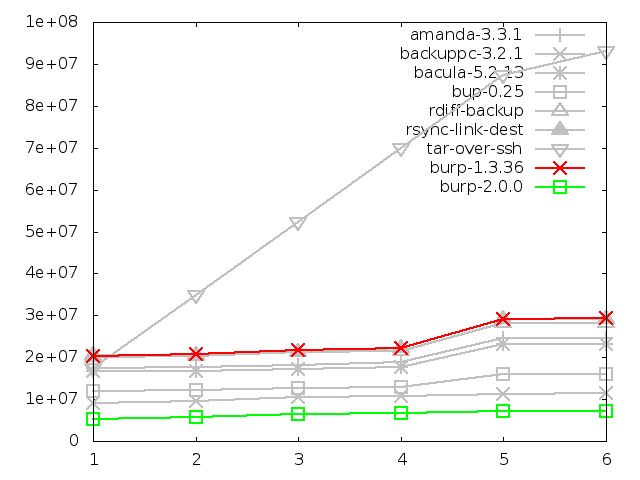 1e+08
9e+07
8e+07
7e+07
6e+07
5e+07
4e+07
3e+07
2e+07
1e+07
0
1 2 3 4 5 6
amanda-3.3.1
backuppc-3.2.1
bacula-5.2.13
bup-0.25
rdiff-backup
rsync-link-dest
tar-over-ssh
burp-1.3.36
burp-2.0.0